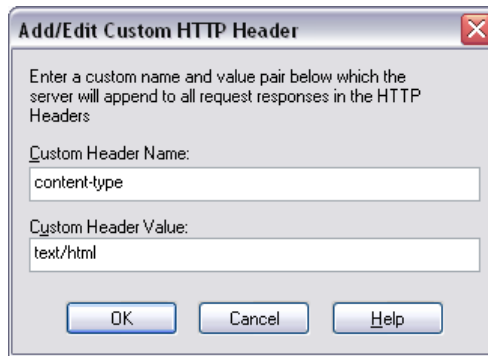 Add/Edit Custom HTTP Header
Enter a custom name and value pair below which the
server will append to all request responses in the HTTP
Headers
Custom Header Name:
content-type
Custom Header Value:
text/html
OK Cancel Help